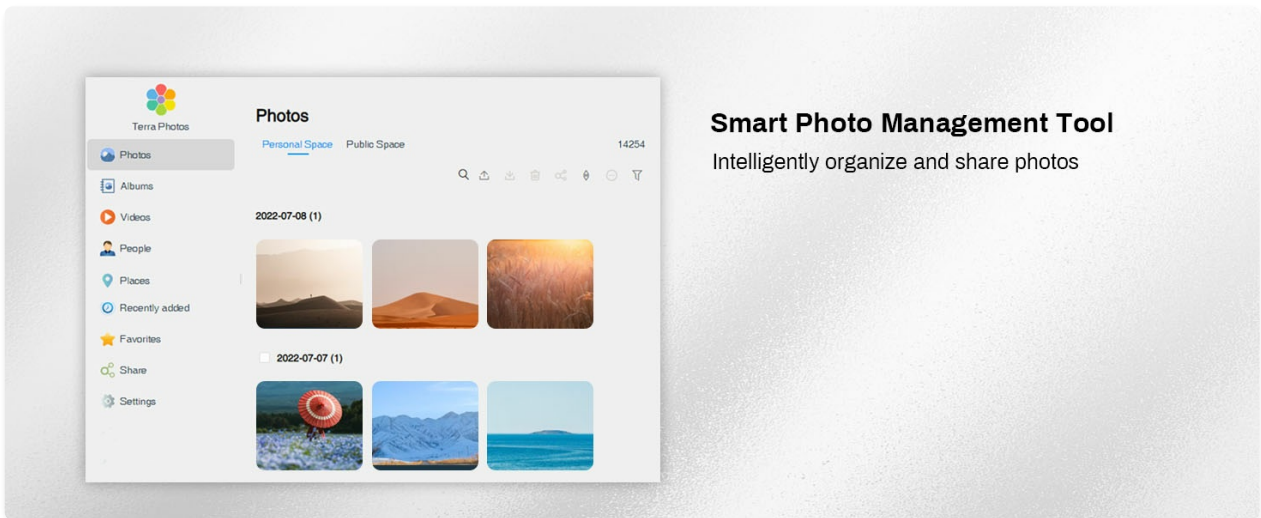 Terra Photos
Photos
Albums
Videos
People
Places
Recently added
Favorites
Share
Settings
Photos
Personal Space Public Space 14254
2022-07-08 (1)
2022-07-07 (1)
Smart Photo Management Tool
Intelligently organize and share photos